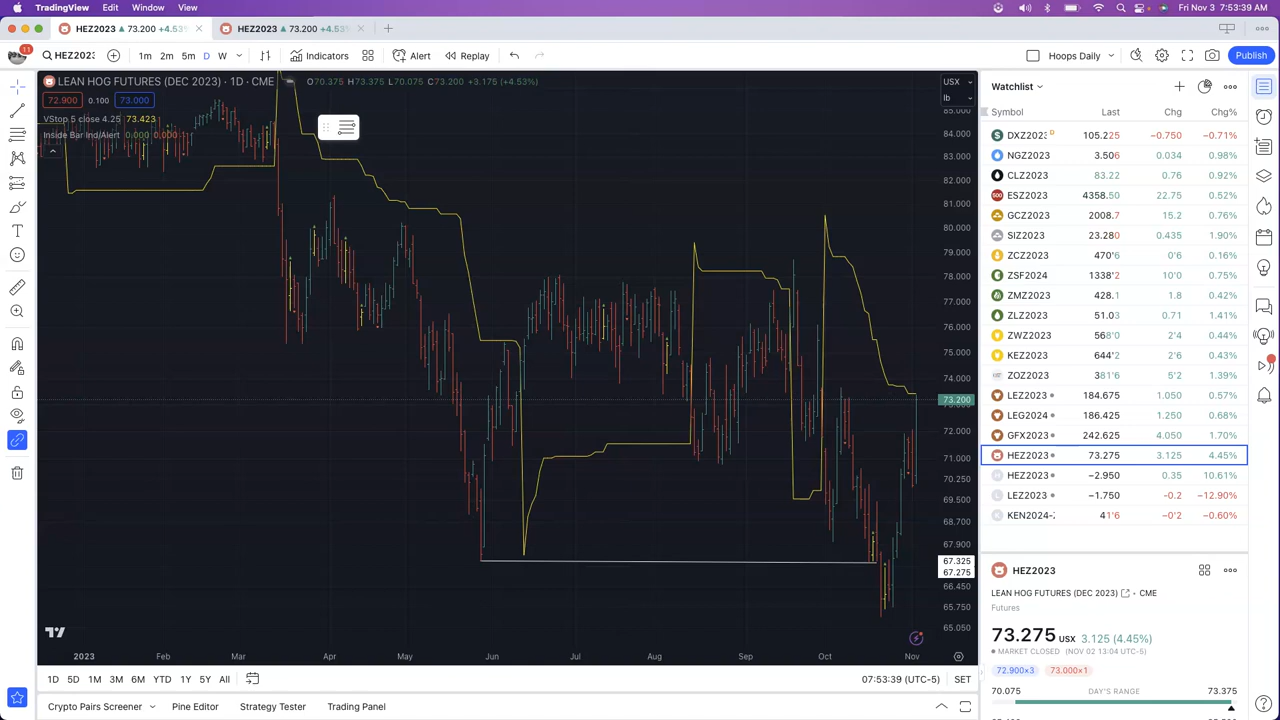 TradingView Edit Window View Fri Nov 3 7:53:39 AM
HEZ2023 ▲ 73.200 +4.53% HEZ2023 ▲ 73.200 +4.53%
11 HEZ2023 1m 2m 5m D W Indicators Alert Replay Hoops Daily Publish
LEAN HOG FUTURES (DEC 2023) · 1D · CME O70.375 H73.375 L70.075 C73.200 +3.175 (+4.53%)
72.900 0.100 73.000
VStop 5 close 4.25 73.423
Inside Bar Ind/Alert 0.000 0.000
USX
lb
85.000
84.000
83.000
82.000
81.000
80.000
79.000
78.000
77.000
76.000
75.000
74.000
73.200
73.000
72.000
71.000
70.250
69.500
68.700
67.900
67.325
67.275
66.450
65.750
65.050
2023 Feb Mar Apr May Jun Jul Aug Sep Oct Nov
1D 5D 1M 3M 6M YTD 1Y 5Y All 07:53:39 (UTC-5) SET
Crypto Pairs Screener Pine Editor Strategy Tester Trading Panel
Watchlist
Symbol Last Chg Chg%
DXZ2023 D 105.225 −0.750 −0.71%
NGZ2023 3.506 0.034 0.98%
CLZ2023 83.22 0.76 0.92%
500 ESZ2023 4358.50 22.75 0.52%
GCZ2023 2008.7 15.2 0.76%
SIZ2023 23.280 0.435 1.90%
ZCZ2023 470'6 0'6 0.16%
ZSF2024 1338'2 10'0 0.75%
ZMZ2023 428.1 1.8 0.42%
ZLZ2023 51.03 0.71 1.41%
ZWZ2023 568'0 2'4 0.44%
KEZ2023 644'2 2'6 0.43%
ZOZ2023 381'6 5'2 1.39%
LEZ2023 184.675 1.050 0.57%
LEG2024 186.425 1.250 0.68%
GFX2023 242.625 4.050 1.70%
HEZ2023 73.275 3.125 4.45%
H HEZ2023 −2.950 0.35 10.61%
L LEZ2023 −1.750 −0.2 −12.90%
K KEN2024-Z 41'6 −0'2 −0.60%
HEZ2023
LEAN HOG FUTURES (DEC 2023) · CME
Futures
73.275 USX 3.125 (4.45%)
MARKET CLOSED (NOV 02 13:04 UTC-5)
72.900×3 73.000×1
70.075 DAY'S RANGE 73.375